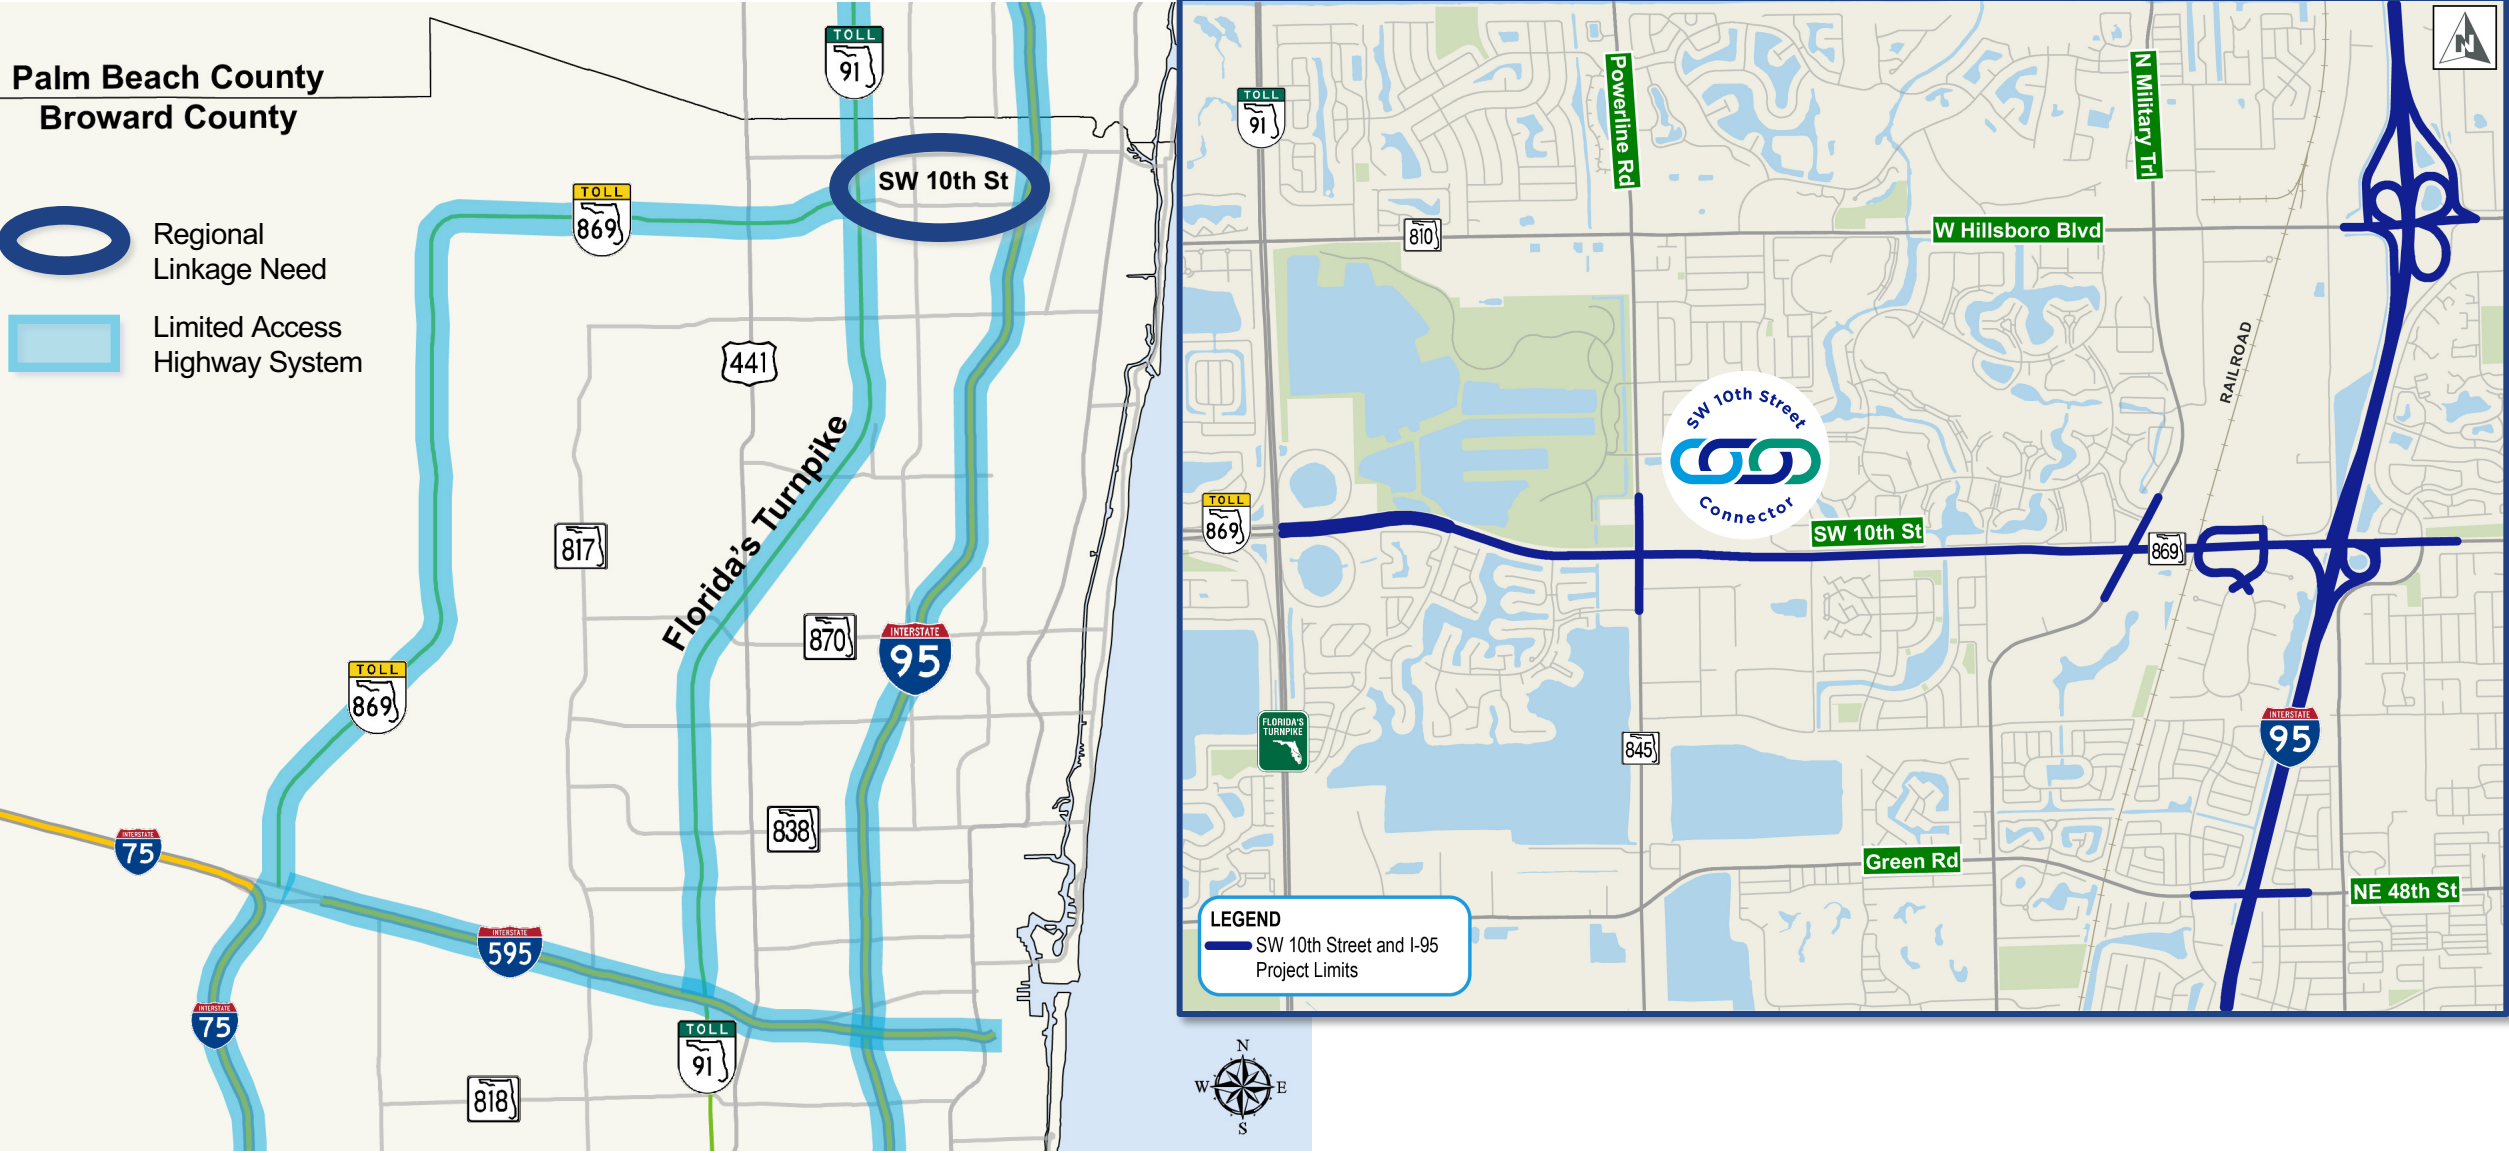 Palm Beach County
Broward County
Regional
Linkage Need
Limited Access
Highway System
TOLL
91
SW 10th St
TOLL
869
441
Florida's Turnpike
817
870
INTERSTATE
95
TOLL
869
838
INTERSTATE
75
INTERSTATE
595
INTERSTATE
75
TOLL
91
818
N
W
E
S
TOLL
91
Powerline Rd
N Military Trl
N
810
W Hillsboro Blvd
RAILROAD
SW 10th Street
Connector
TOLL
869
SW 10th St
869
FLORIDA'S
TURNPIKE
845
INTERSTATE
95
Green Rd
NE 48th St
LEGEND
SW 10th Street and I-95
Project Limits